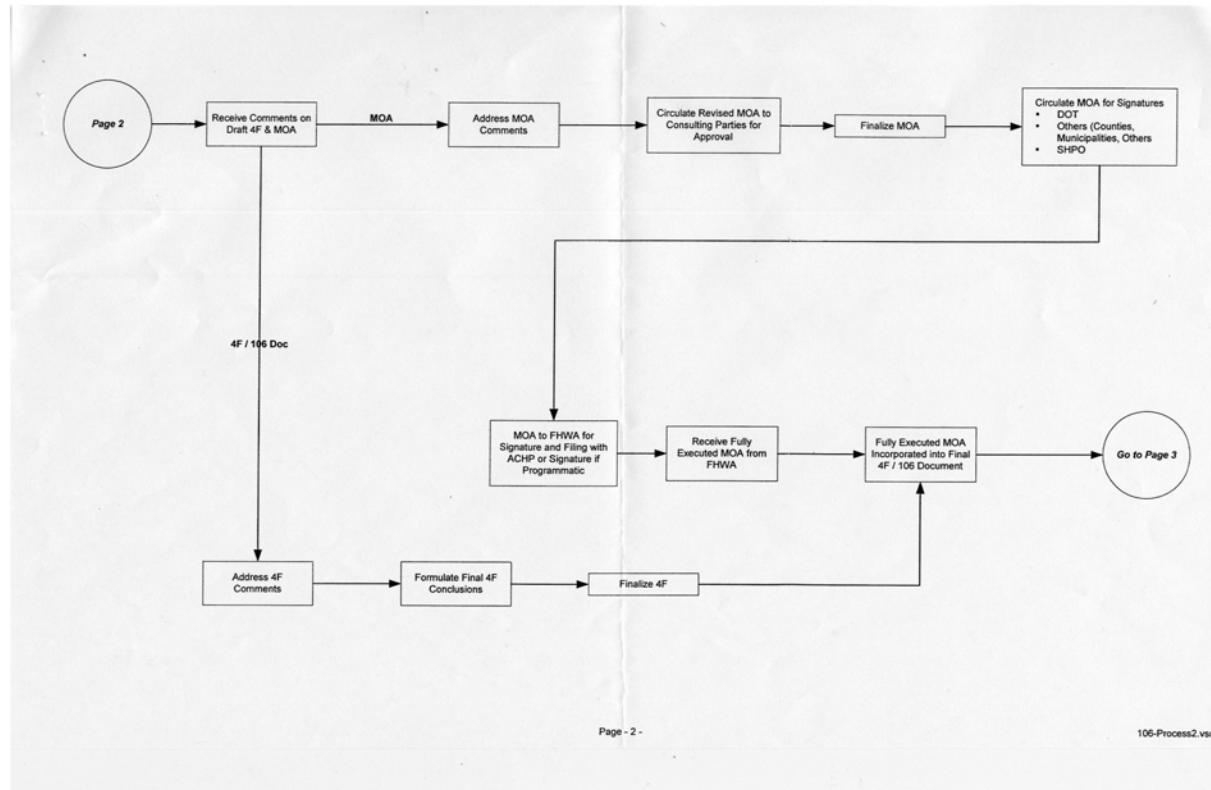 Page 2
Receive Comments on
Draft 4F & MOA
MOA
Address MOA
Comments
Circulate Revised MOA to
Consulting Parties for
Approval
Finalize MOA
Circulate MOA for Signatures
▪ DOT
▪ Others (Counties,
Municipalities, Others
▪ SHPO
4F / 106 Doc
MOA to FHWA for
Signature and Filing with
ACHP or Signature if
Programmatic
Receive Fully
Executed MOA from
FHWA
Fully Executed MOA
Incorporated into Final
4F / 106 Document
Go to Page 3
Address 4F
Comments
Formulate Final 4F
Conclusions
Finalize 4F
Page - 2 -
106-Process2.vs